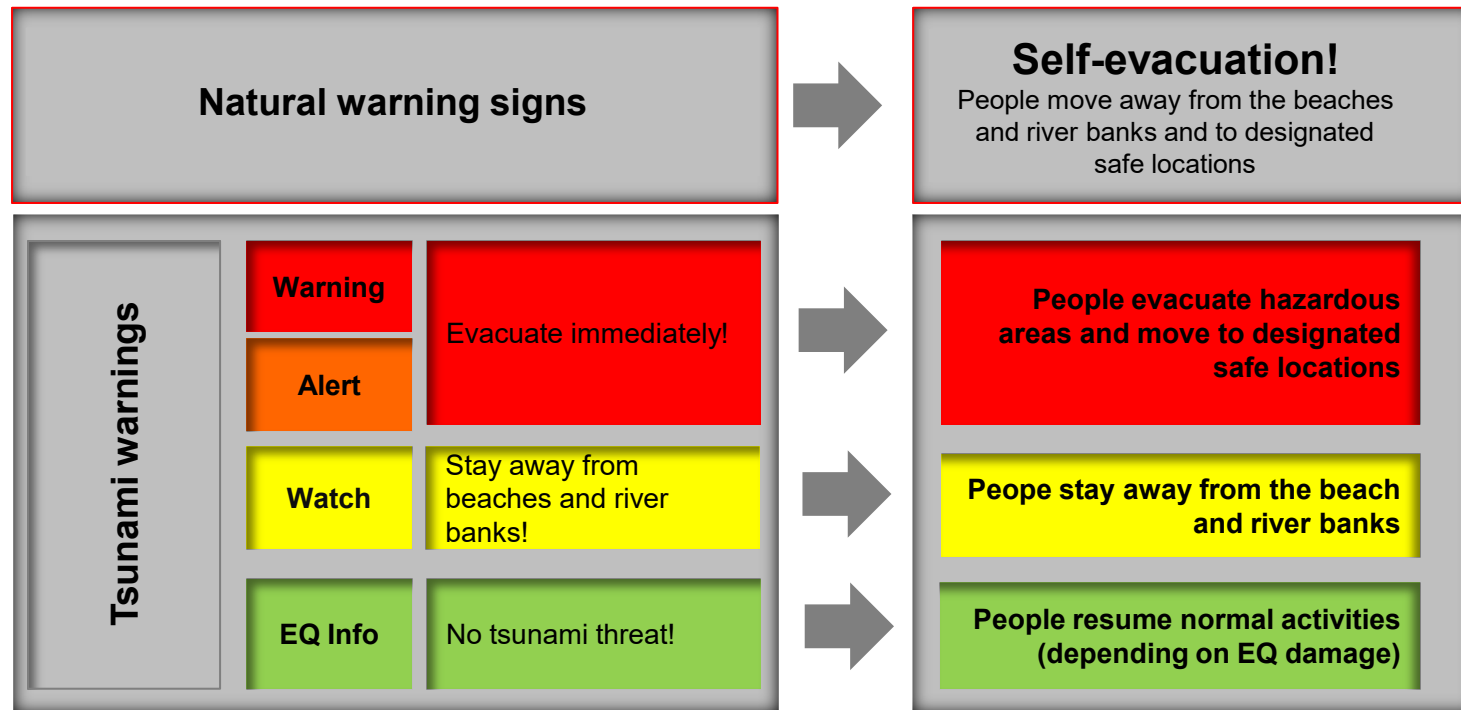 Natural warning signs
Self-evacuation!
People move away from the beaches
and river banks and to designated
safe locations
Tsunami warnings
Warning
Alert
Evacuate immediately!
People evacuate hazardous
areas and move to designated
safe locations
Watch
Stay away from
beaches and river
banks!
Peope stay away from the beach
and river banks
EQ Info
No tsunami threat!
People resume normal activities
(depending on EQ damage)